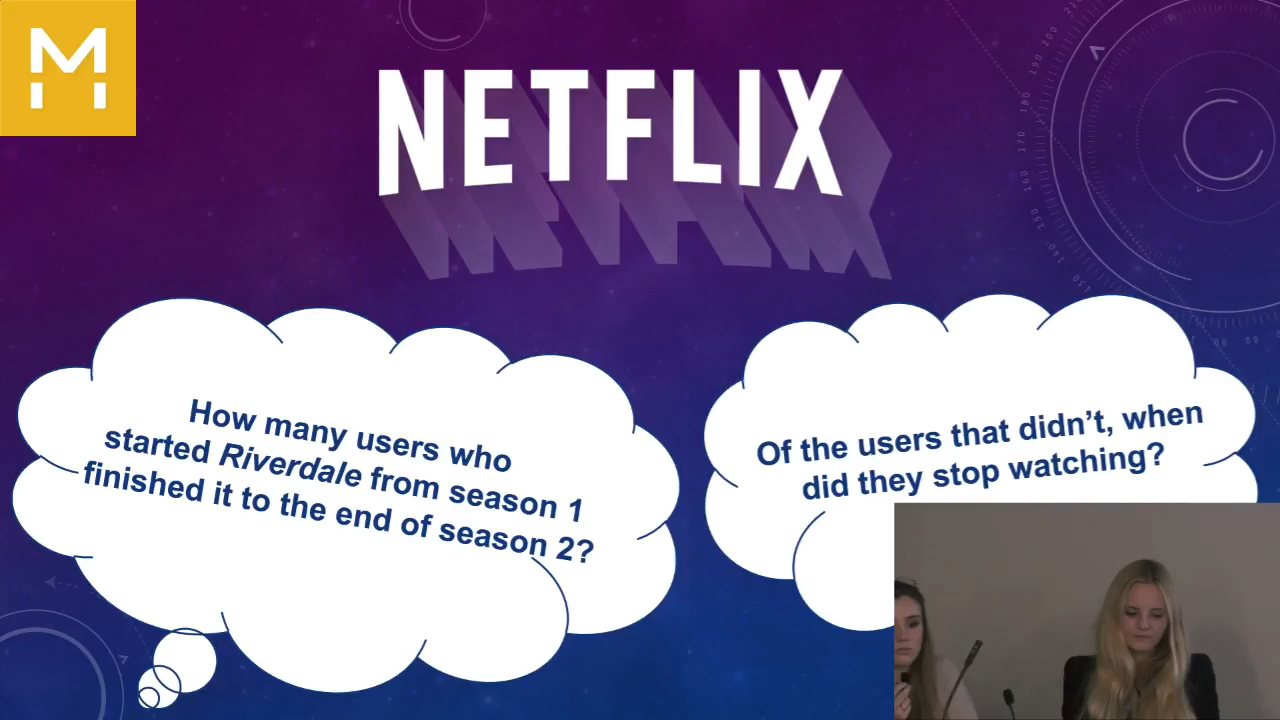 NETFLIX
How many users who
started Riverdale from season 1
finished it to the end of season 2?
Of the users that didn't, when
did they stop watching?